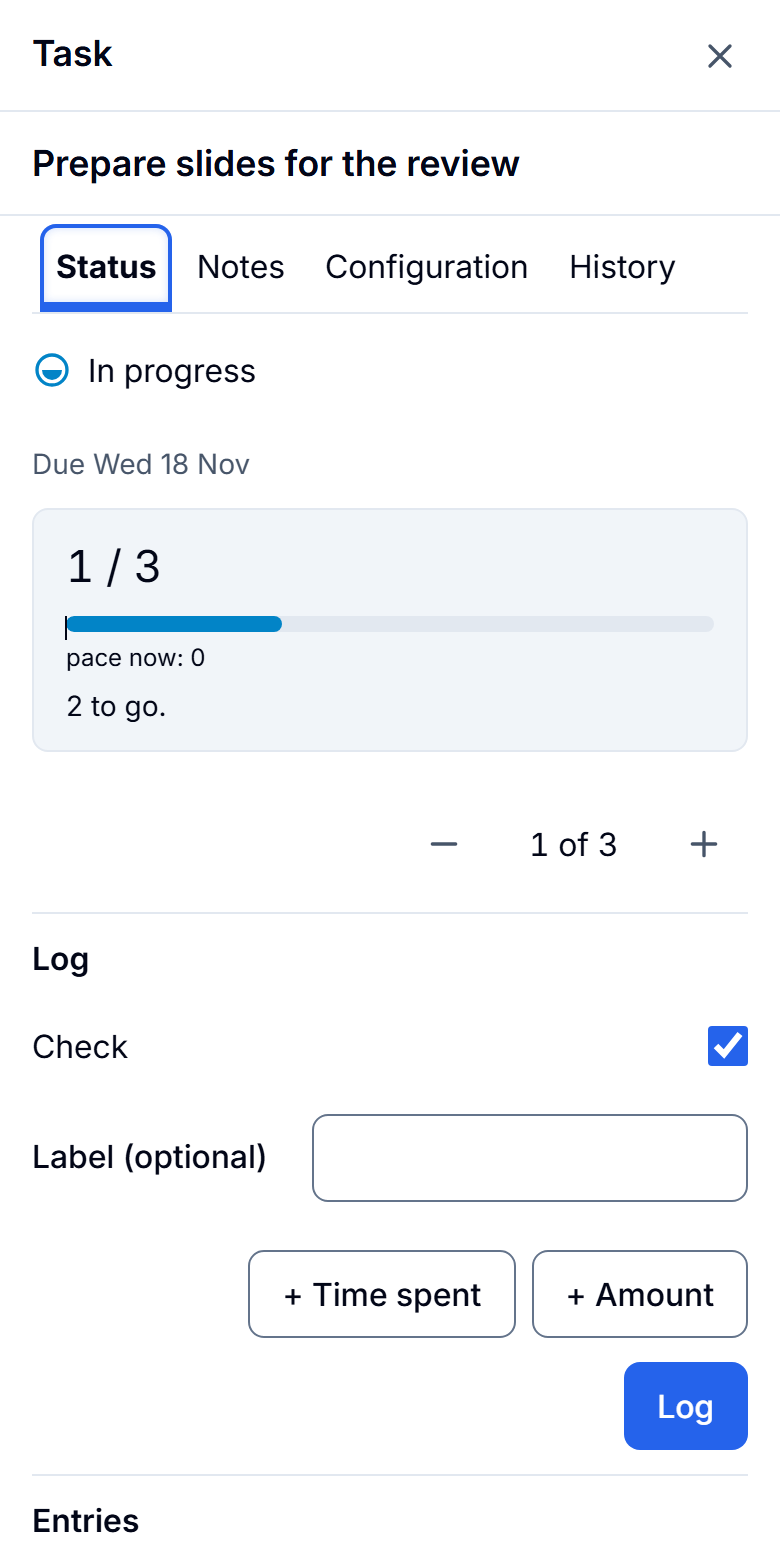 Task
Prepare slides for the review
Status Notes Configuration History
In progress
Due Wed 18 Nov
1 / 3
pace now: 0
2 to go.
1 of 3
Log
Check
Label (optional)
+ Time spent + Amount
Log
Entries